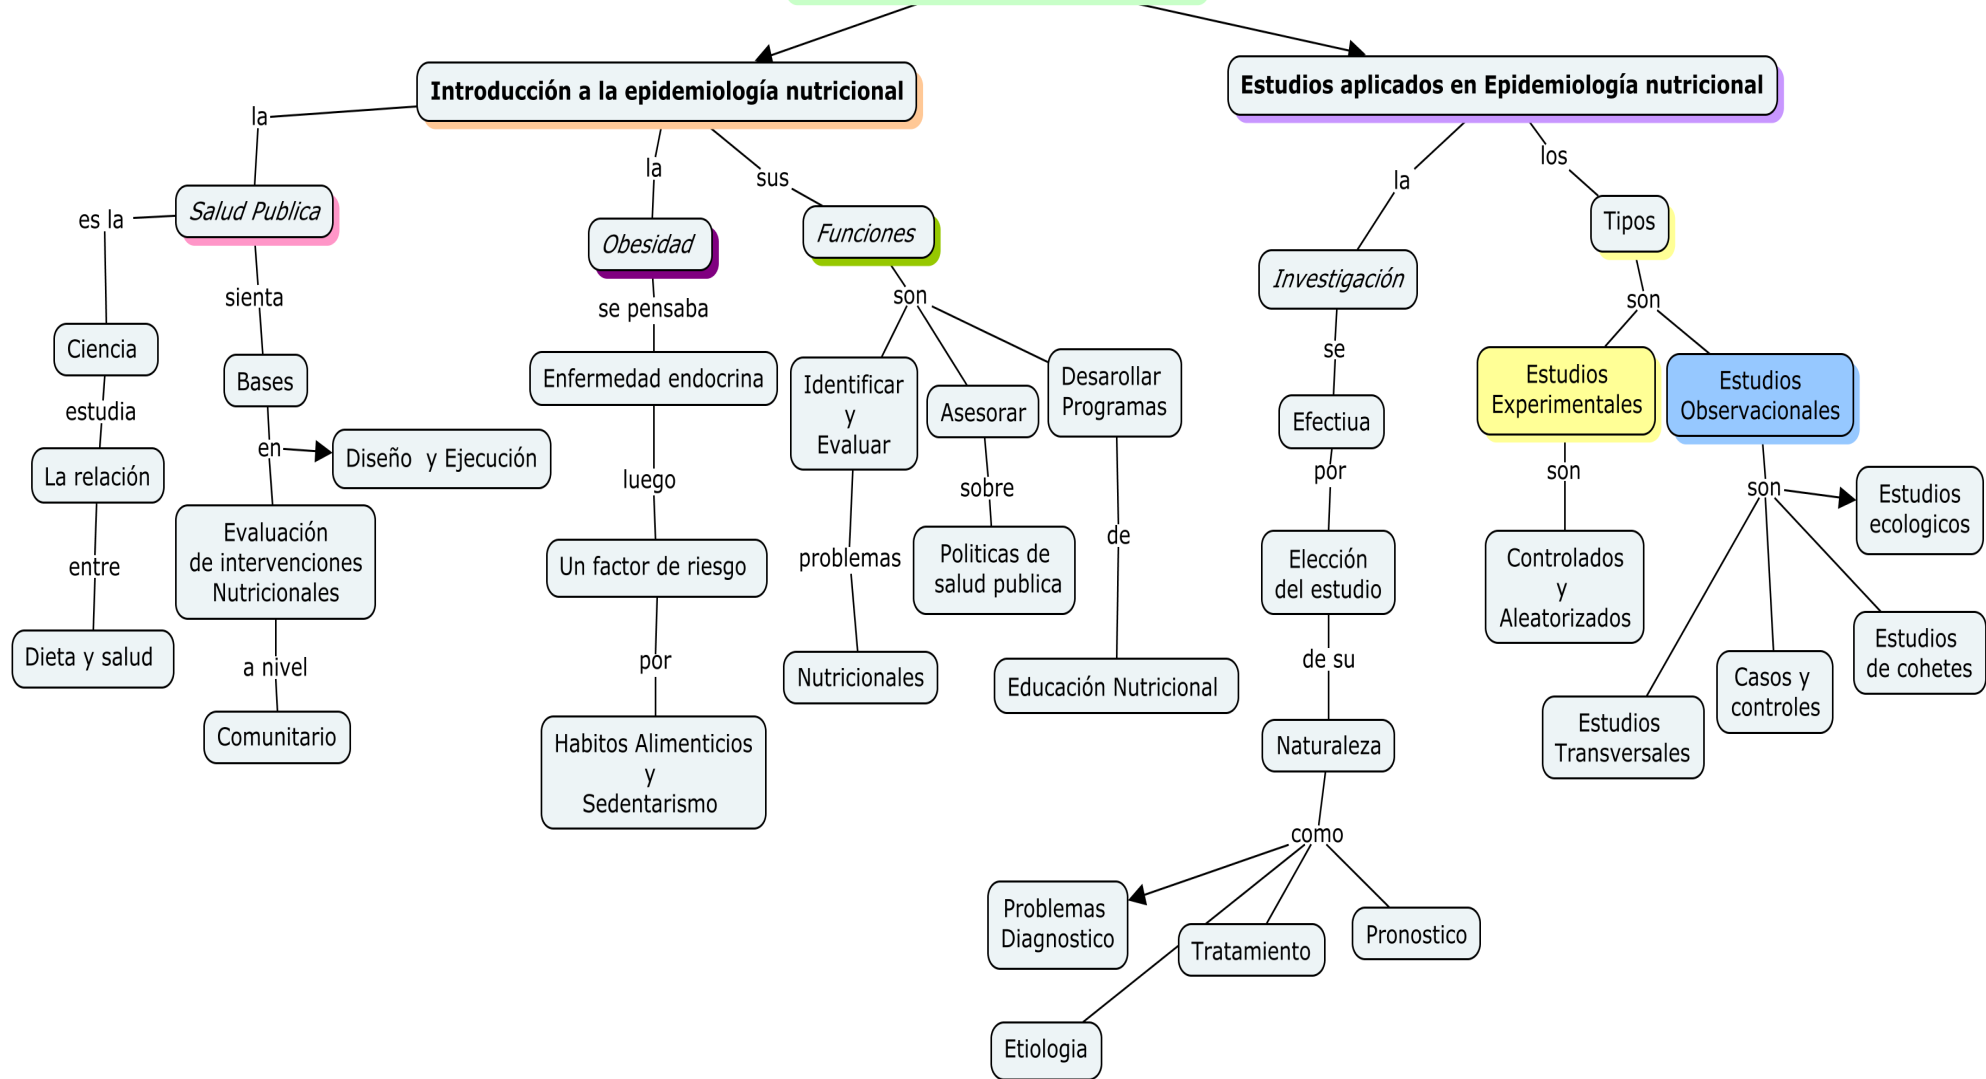 Introducción a la epidemiología nutricional
Estudios aplicados en Epidemiología nutricional
la
Salud Publica
es la
Ciencia
estudia
La relación
entre
Dieta y salud
sienta
Bases
en
Diseño y Ejecución
Evaluación
de intervenciones
Nutricionales
a nivel
Comunitario
la
Obesidad
se pensaba
Enfermedad endocrina
luego
Un factor de riesgo
por
Habitos Alimenticios
y
Sedentarismo
sus
Funciones
son
Identificar
y
Evaluar
problemas
Nutricionales
Asesorar
sobre
Politicas de
salud publica
Desarollar
Programas
de
Educación Nutricional
la
Investigación
se
Efectiua
por
Elección
del estudio
de su
Naturaleza
como
Problemas
Diagnostico
Etiologia
Tratamiento
Pronostico
los
Tipos
son
Estudios
Experimentales
son
Controlados
y
Aleatorizados
Estudios
Observacionales
son
Estudios
Transversales
Casos y
controles
Estudios
de cohetes
Estudios
ecologicos